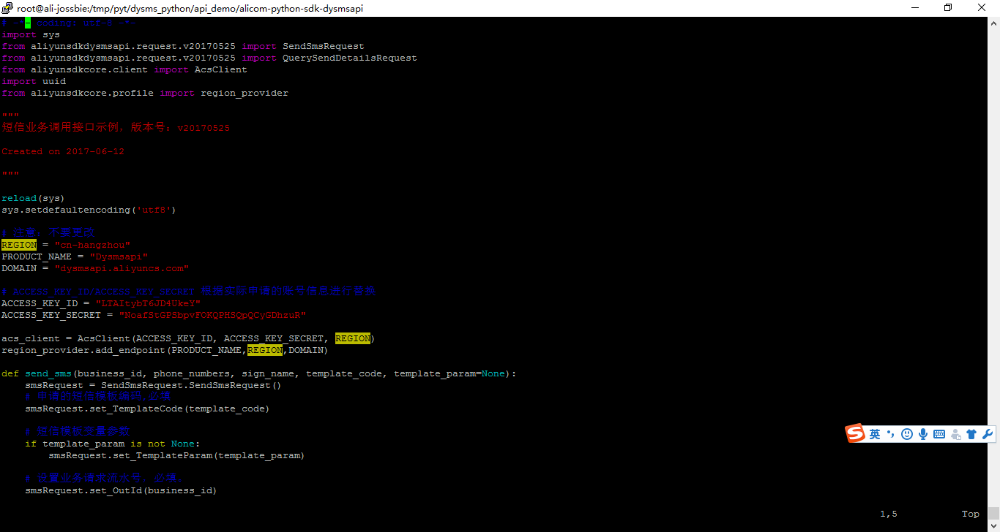 root@ali-jossbie:/tmp/pyt/dysms_python/api_demo/alicom-python-sdk-dysmsapi
# -*- coding: utf-8 -*-
import sys
from aliyunsdkdysmsapi.request.v20170525 import SendSmsRequest
from aliyunsdkdysmsapi.request.v20170525 import QuerySendDetailsRequest
from aliyunsdkcore.client import AcsClient
import uuid
from aliyunsdkcore.profile import region_provider
"""
短信业务调用接口示例，版本号：v20170525
Created on 2017-06-12
"""
reload(sys)
sys.setdefaultencoding('utf8')
# 注意：不要更改
REGION = "cn-hangzhou"
PRODUCT_NAME = "Dysmsapi"
DOMAIN = "dysmsapi.aliyuncs.com"
# ACCESS_KEY_ID/ACCESS_KEY_SECRET 根据实际申请的账号信息进行替换
ACCESS_KEY_ID = "LTAItybT6JD4UkeY"
ACCESS_KEY_SECRET = "NoafStGPSbpvFOKQPHSQpQCyGDhzuR"
acs_client = AcsClient(ACCESS_KEY_ID, ACCESS_KEY_SECRET, REGION)
region_provider.add_endpoint(PRODUCT_NAME,REGION,DOMAIN)
def send_sms(business_id, phone_numbers, sign_name, template_code, template_param=None):
smsRequest = SendSmsRequest.SendSmsRequest()
# 申请的短信模板编码,必填
smsRequest.set_TemplateCode(template_code)
# 短信模板变量参数
if template_param is not None:
smsRequest.set_TemplateParam(template_param)
# 设置业务请求流水号，必填。
smsRequest.set_OutId(business_id)
英
1,5 Top